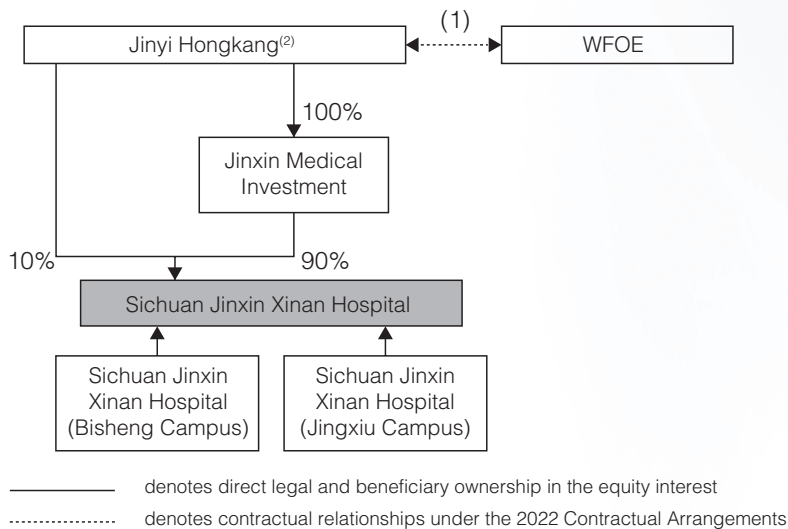 (1)
Jinyi Hongkang(2)
WFOE
100%
Jinxin Medical
Investment
10%
90%
Sichuan Jinxin Xinan Hospital
Sichuan Jinxin
Xinan Hospital
(Bisheng Campus)
Sichuan Jinxin
Xinan Hospital
(Jingxiu Campus)
denotes direct legal and beneficiary ownership in the equity interest
denotes contractual relationships under the 2022 Contractual Arrangements